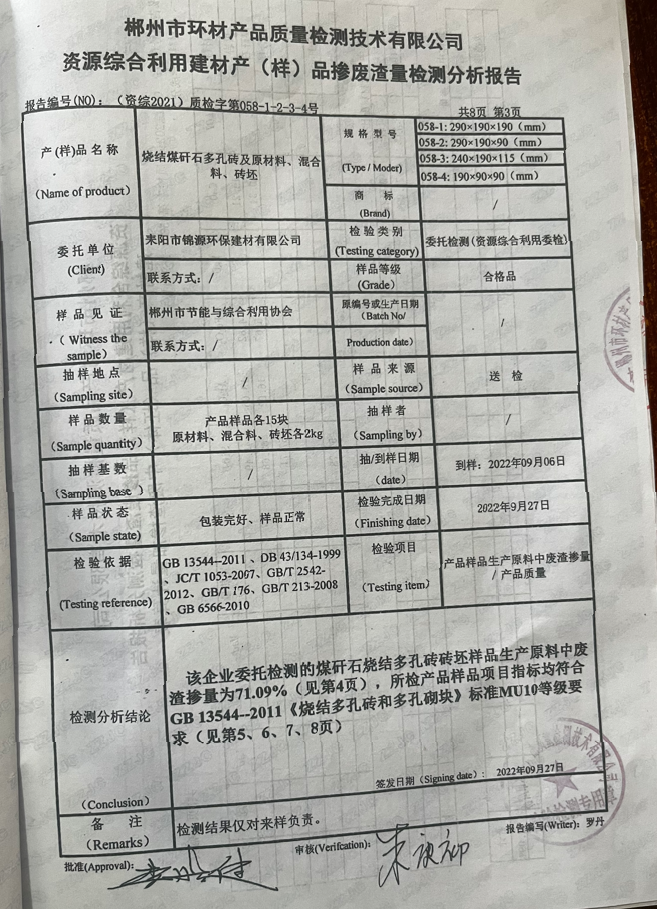 郴州市环材产品质量检测技术有限公司
资源综合利用建材产（样）品掺废渣量检测分析报告
报告编号(NO)：（资综2021）质检字第058-1-2-3-4号
共8页 第3页
产(样)品名称
(Name of product)
烧结煤矸石多孔砖及原材料、混合
料、砖坯
规格型号
(Type / Moder)
058-1: 290×190×190（mm）
058-2: 290×190×90（mm）
058-3: 240×190×115（mm）
058-4: 190×90×90（mm）
商 标
(Brand)
/
委托单位
(Client)
耒阳市锦源环保建材有限公司
联系方式：/
检验类别
(Testing category)
委托检测(资源综合利用委检)
样品等级
(Grade)
合格品
样品见证
（ Witness the
sample）
郴州市节能与综合利用协会
联系方式：/
原编号或生产日期
（Batch No/
Production date）
/
抽样地点
(Sampling site)
/
样品来源
(Sample source)
送 检
样品数量
(Sample quantity)
产品样品各15块
原材料、混合料、砖坯各2kg
抽样者
(Sampling by)
/
抽样基数
(Sampling base )
/
抽/到样日期
(date)
到样：2022年09月06日
样品状态
(Sample state)
包装完好、样品正常
检验完成日期
(Finishing date)
2022年9月27日
检验依据
(Testing reference)
GB 13544--2011 、DB 43/134-1999
、JC/T 1053-2007、GB/T 2542-
2012、GB/T 176、GB/T 213-2008
、GB 6566-2010
检验项目
(Testing item)
产品样品生产原料中废渣掺量
/ 产品质量
检测分析结论
（Conclusion）
该企业委托检测的煤矸石烧结多孔砖砖坯样品生产原料中废
渣掺量为71.09%（见第4页），所检产品样品项目指标均符合
GB 13544--2011《烧结多孔砖和多孔砌块》标准MU10等级要
求（见第5、6、7、8页）
签发日期（Signing date）： 2022年09月27日
备 注
（Remarks）
检测结果仅对来样负责。
批准(Approval):
审核(Verifcation):
报告编写(Writer): 罗丹